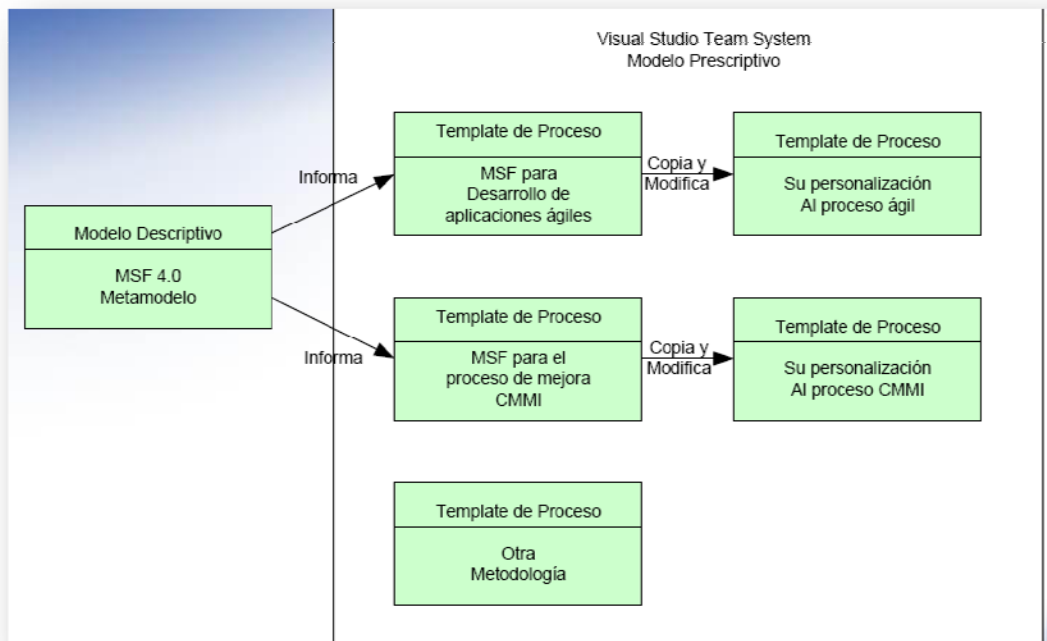 Visual Studio Team System
Modelo Prescriptivo
Modelo Descriptivo
MSF 4.0
Metamodelo
Informa
Informa
Template de Proceso
MSF para
Desarrollo de
aplicaciones ágiles
Copia y
Modifica
Template de Proceso
Su personalización
Al proceso ágil
Template de Proceso
MSF para el
proceso de mejora
CMMI
Copia y
Modifica
Template de Proceso
Su personalización
Al proceso CMMI
Template de Proceso
Otra
Metodología